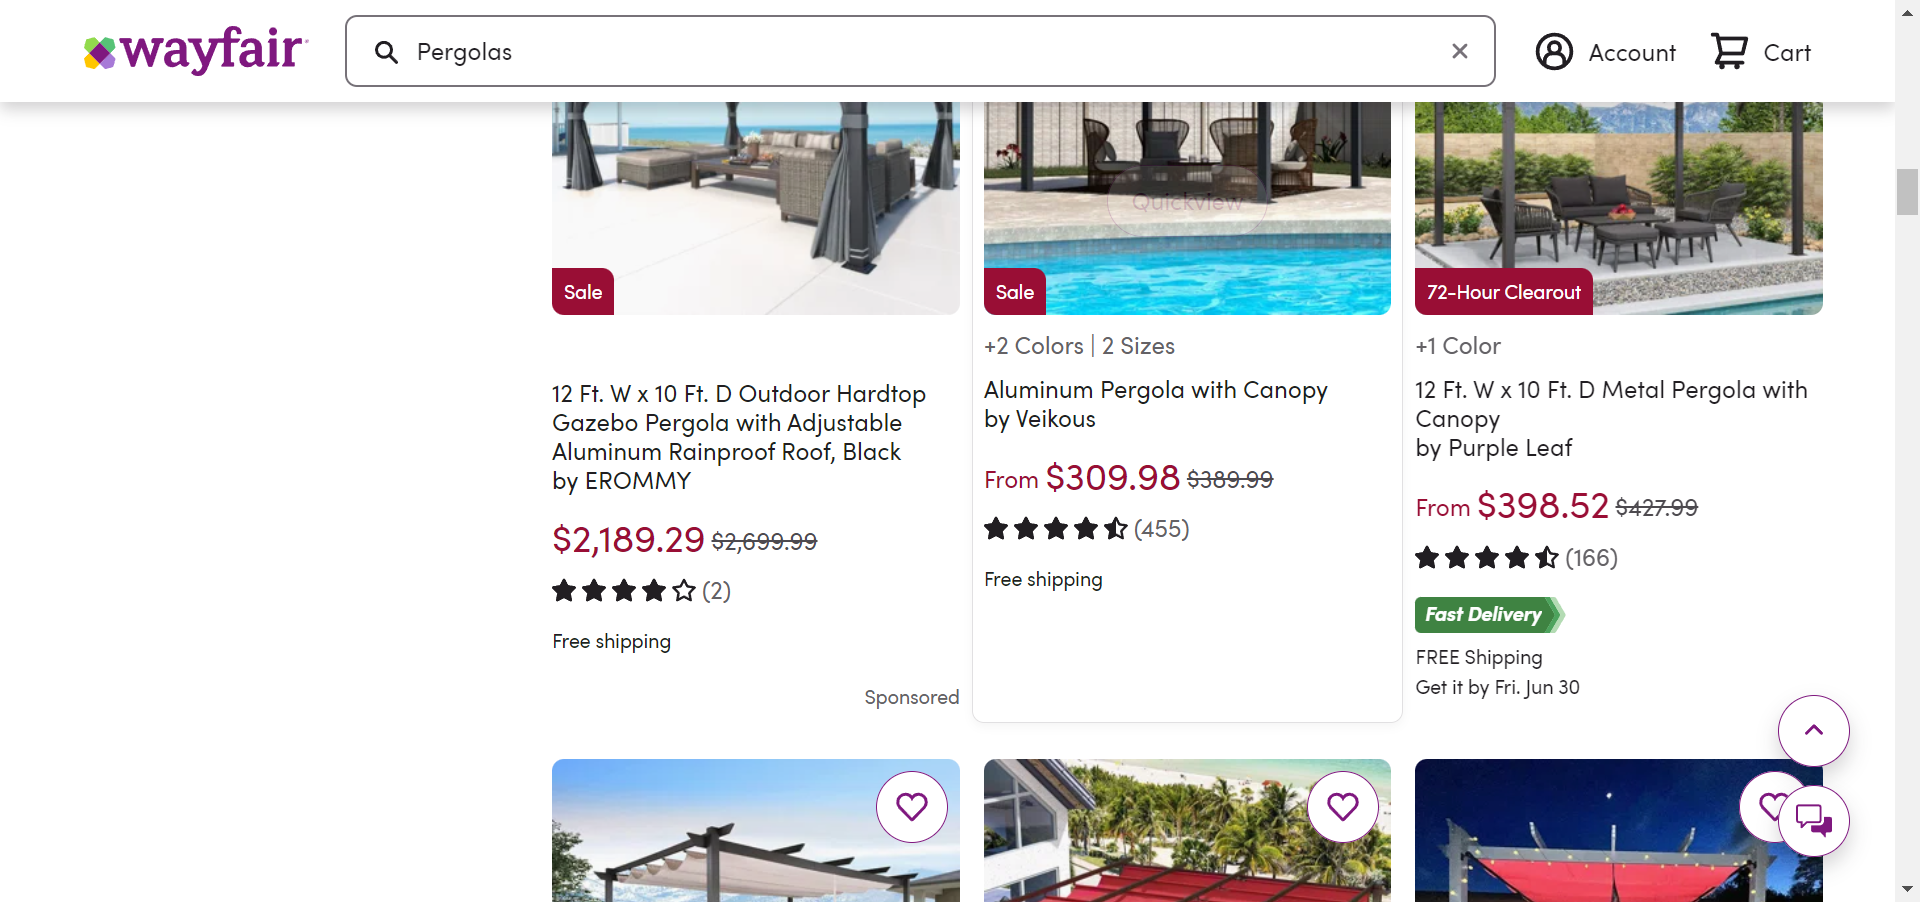 wayfair
Pergolas
Account
Cart
Quickview
Sale
Sale
72-Hour Clearout
12 Ft. W x 10 Ft. D Outdoor Hardtop
Gazebo Pergola with Adjustable
Aluminum Rainproof Roof, Black
by EROMMY
$2,189.29 $2,699.99
(2)
Free shipping
Sponsored
+2 Colors | 2 Sizes
Aluminum Pergola with Canopy
by Veikous
From $309.98 $389.99
(455)
Free shipping
+1 Color
12 Ft. W x 10 Ft. D Metal Pergola with
Canopy
by Purple Leaf
From $398.52 $427.99
(166)
Fast Delivery
FREE Shipping
Get it by Fri. Jun 30